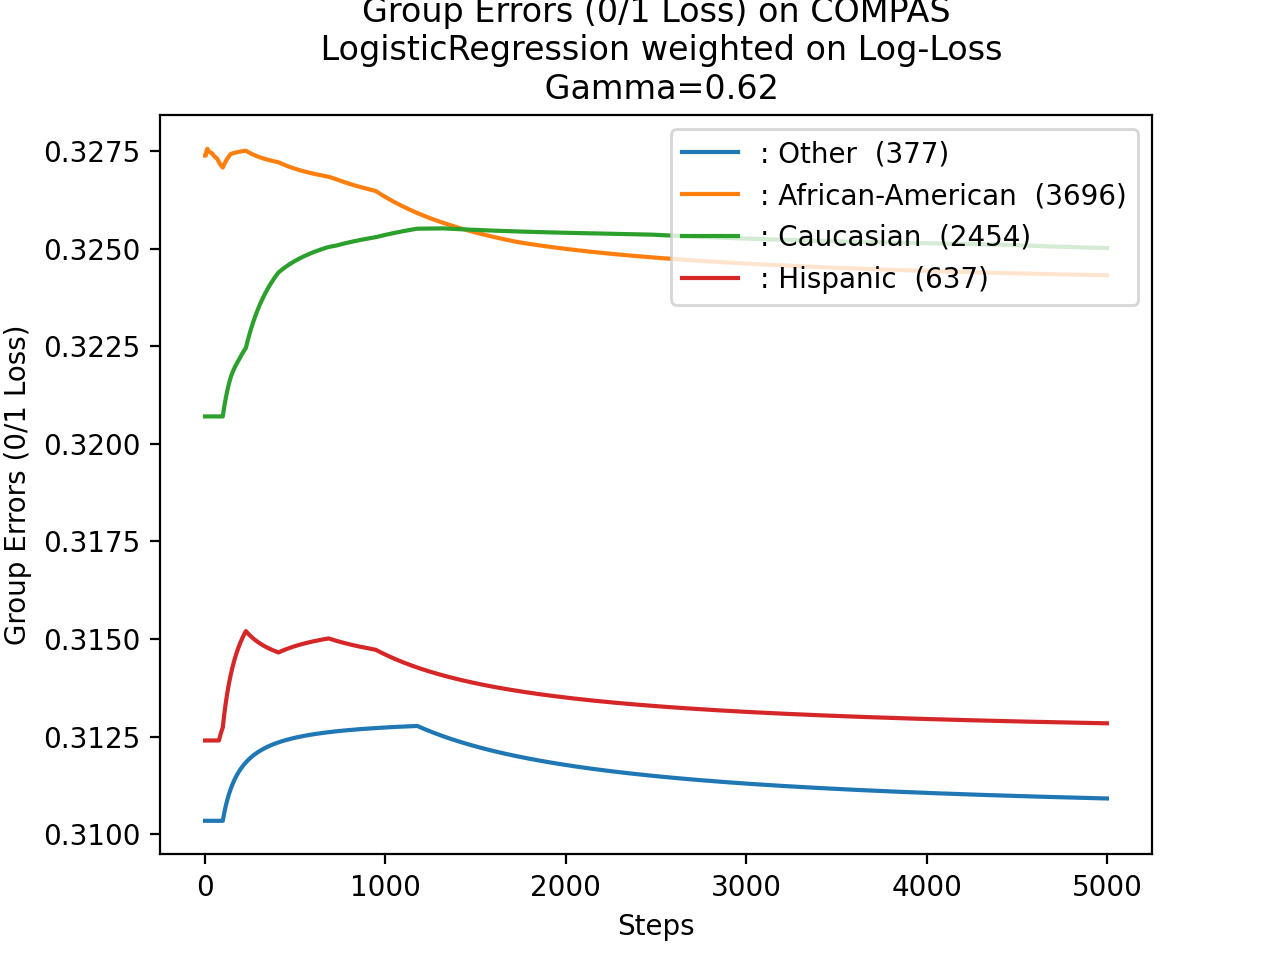 Group Errors (0/1 Loss) on COMPAS
LogisticRegression weighted on Log-Loss
Gamma=0.62
: Other (377)
: African-American (3696)
: Caucasian (2454)
: Hispanic (637)
Group Errors (0/1 Loss)
0.3275
0.3250
0.3225
0.3200
0.3175
0.3150
0.3125
0.3100
0 1000 2000 3000 4000 5000
Steps